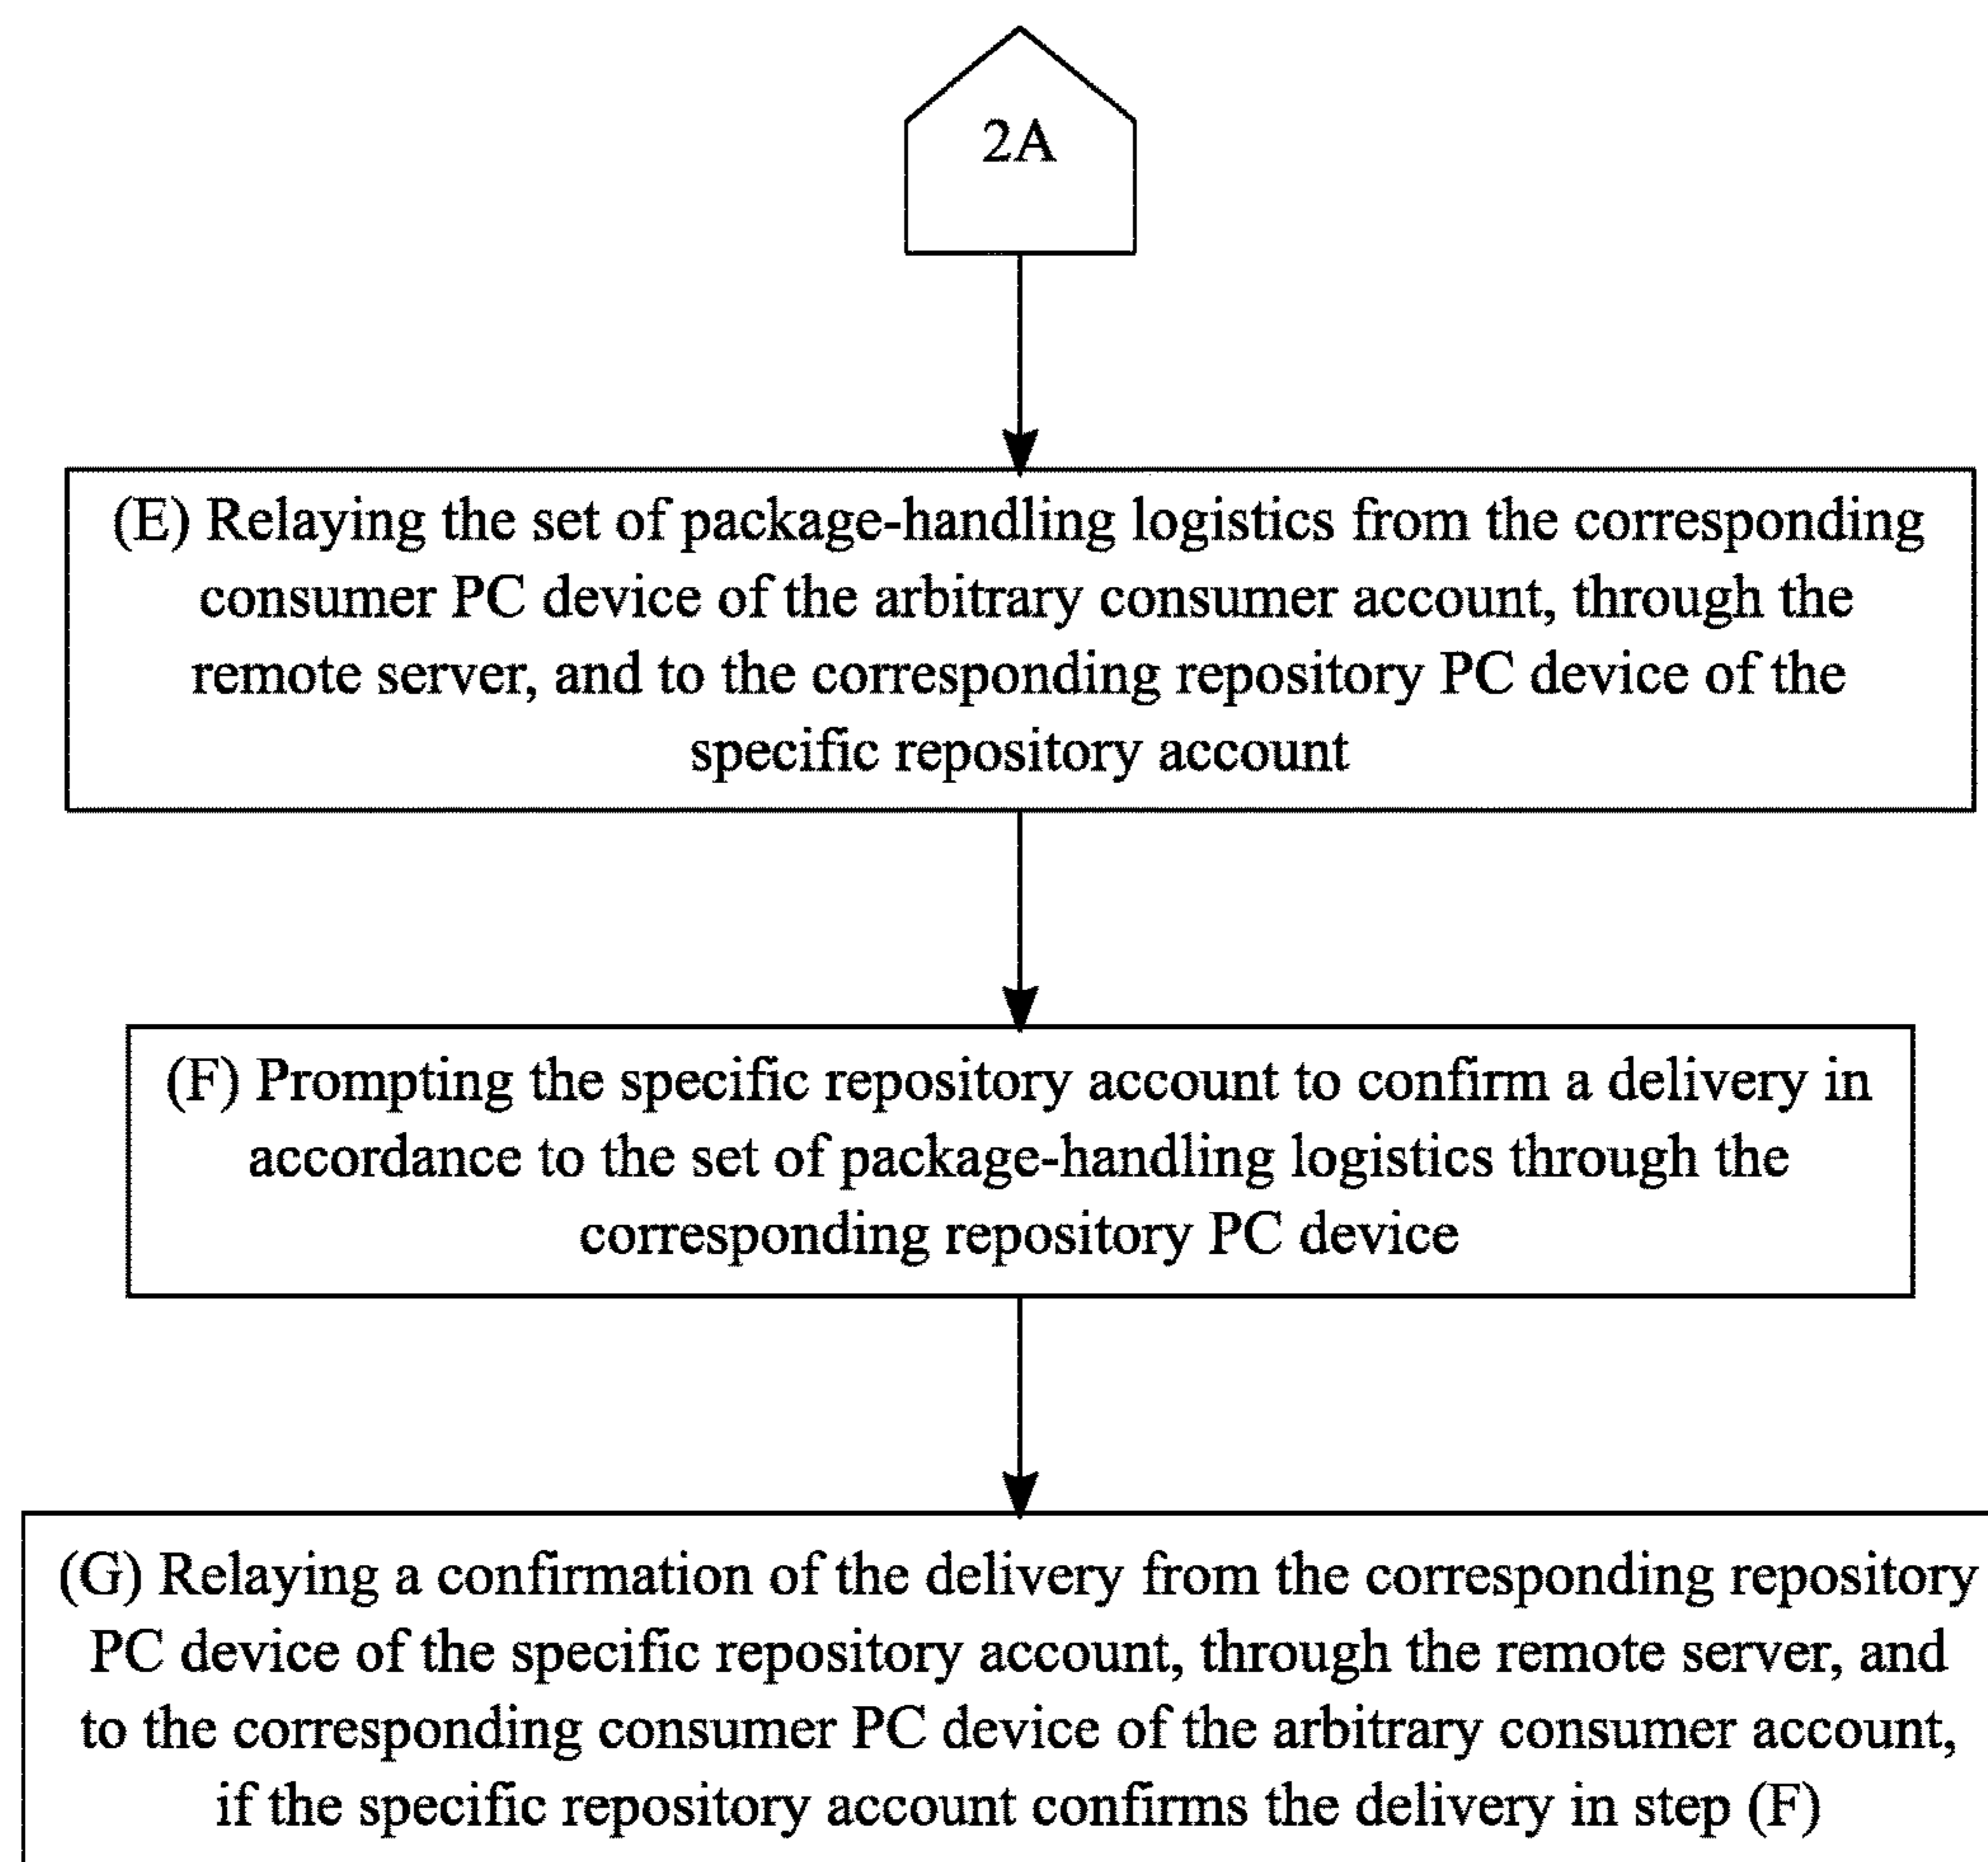 2A
(E) Relaying the set of package-handling logistics from the corresponding
consumer PC device of the arbitrary consumer account, through the
remote server, and to the corresponding repository PC device of the
specific repository account
(F) Prompting the specific repository account to confirm a delivery in
accordance to the set of package-handling logistics through the
corresponding repository PC device
(G) Relaying a confirmation of the delivery from the corresponding repository
PC device of the specific repository account, through the remote server, and
to the corresponding consumer PC device of the arbitrary consumer account,
if the specific repository account confirms the delivery in step (F)